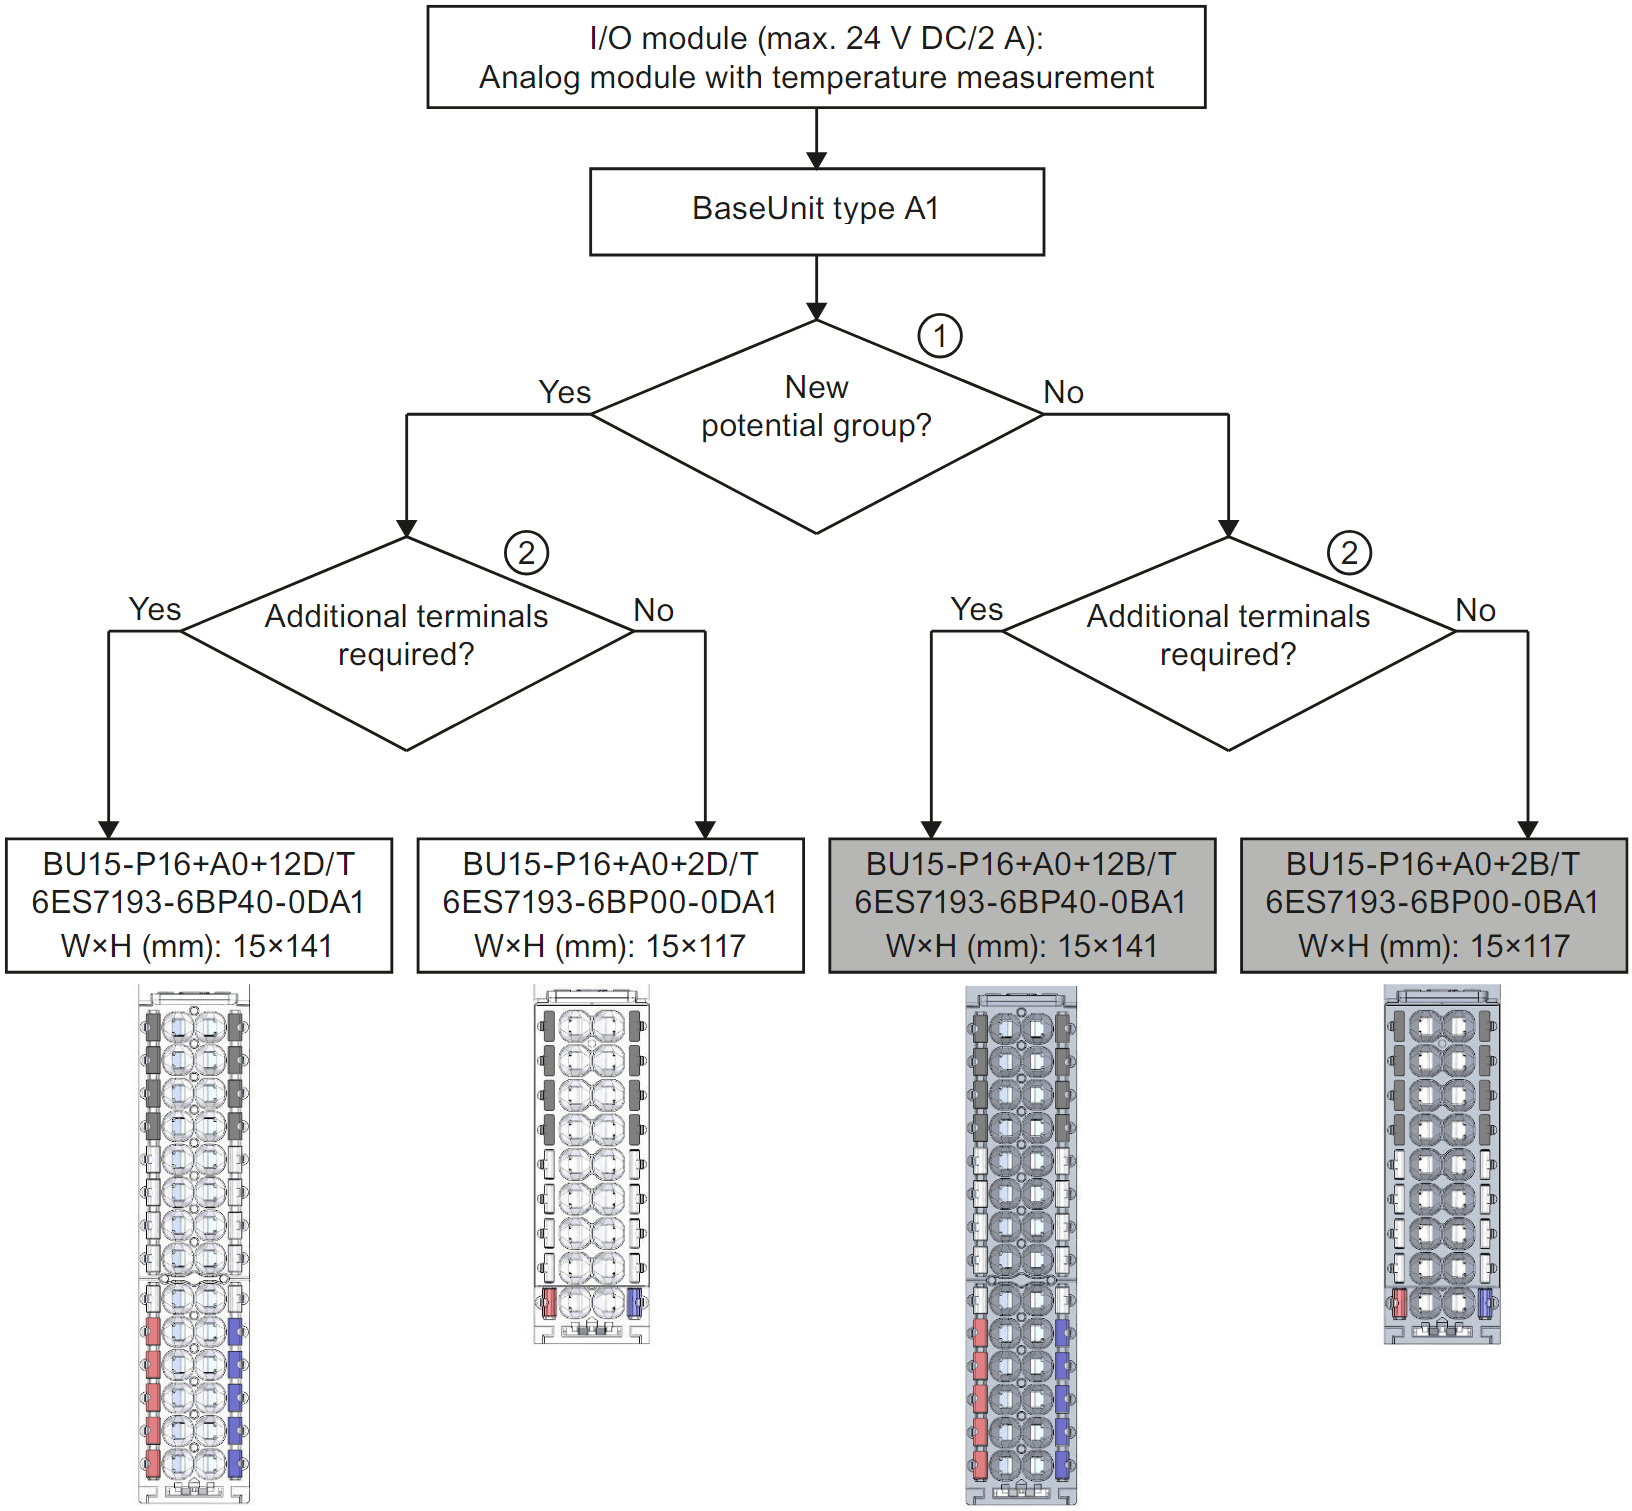 I/O module (max. 24 V DC/2 A):
Analog module with temperature measurement
BaseUnit type A1
1
New
potential group?
Yes
No
2
Additional terminals
required?
Yes
No
2
Additional terminals
required?
Yes
No
BU15-P16+A0+12D/T
6ES7193-6BP40-0DA1
W×H (mm): 15×141
BU15-P16+A0+2D/T
6ES7193-6BP00-0DA1
W×H (mm): 15×117
BU15-P16+A0+12B/T
6ES7193-6BP40-0BA1
W×H (mm): 15×141
BU15-P16+A0+2B/T
6ES7193-6BP00-0BA1
W×H (mm): 15×117